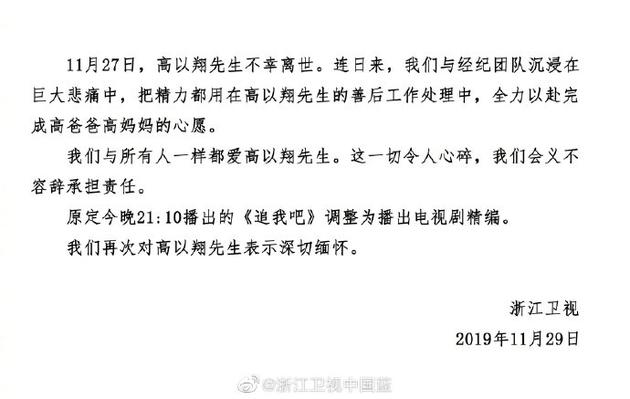 11月27日，高以翔先生不幸离世。连日来，我们与经纪团队沉浸在
巨大悲痛中，把精力都用在高以翔先生的善后工作处理中，全力以赴完
成高爸爸高妈妈的心愿。
我们与所有人一样都爱高以翔先生。这一切令人心碎，我们会义不
容辞承担责任。
原定今晚21:10播出的《追我吧》调整为播出电视剧精编。
我们再次对高以翔先生表示深切缅怀。
浙江卫视
2019年11月29日
@浙江卫视中国蓝